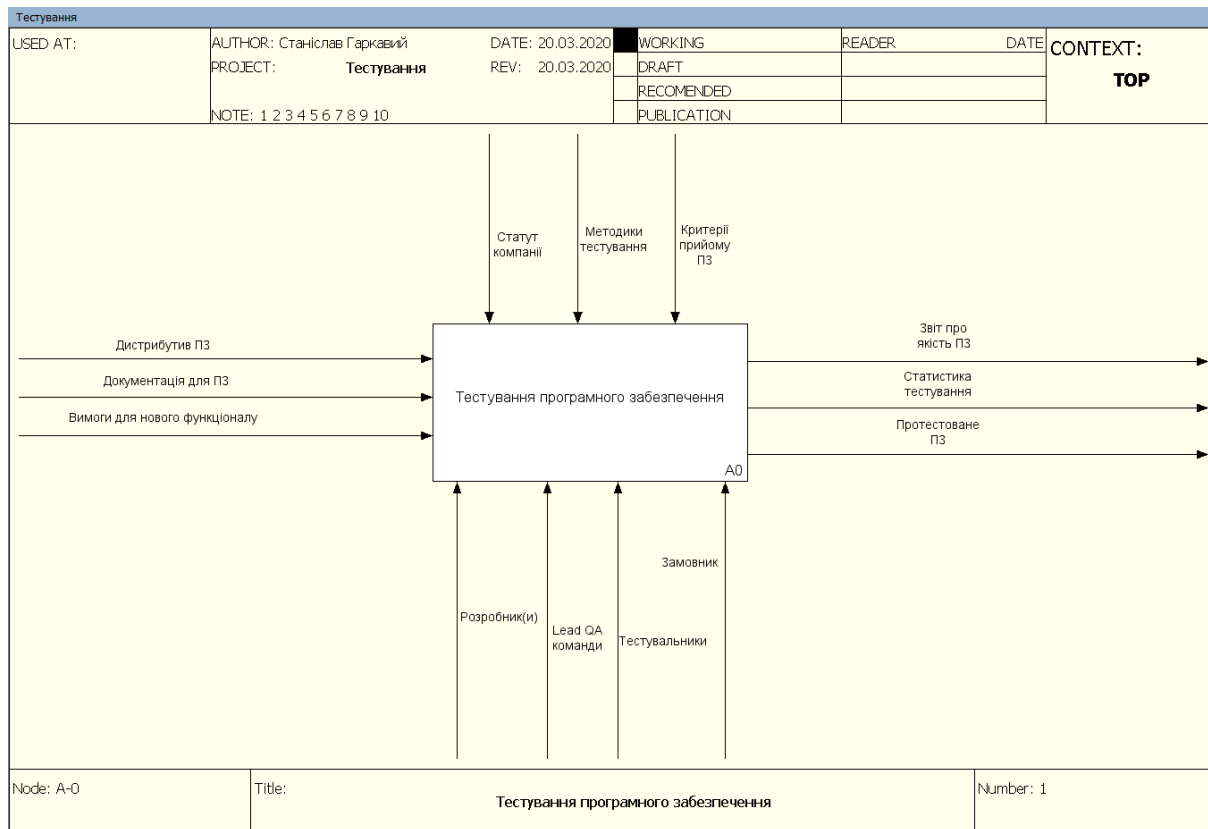 Тестування
USED AT:
AUTHOR: Станіслав Гаркавий
DATE: 20.03.2020
PROJECT: Тестування
REV: 20.03.2020
NOTE: 1 2 3 4 5 6 7 8 9 10
WORKING
DRAFT
RECOMENDED
PUBLICATION
READER
DATE
CONTEXT:
TOP
Статут
компанії
Методики
тестування
Критерії
прийому
ПЗ
Дистрибутив ПЗ
Документація для ПЗ
Вимоги для нового функціоналу
Тестування програмного забезпечення
A0
Звіт про
якість ПЗ
Статистика
тестування
Протестоване
ПЗ
Розробник(и)
Lead QA
команди
Тестувальники
Замовник
Node: A-0
Title:
Тестування програмного забезпечення
Number: 1